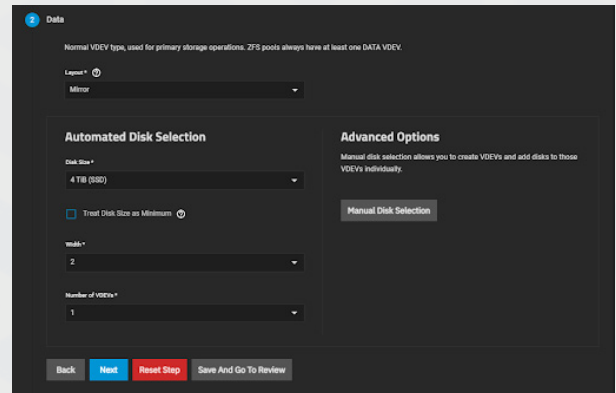 2 Data
Normal VDEV type, used for primary storage operations. ZFS pools always have at least one DATA VDEV.
Layout *
Mirror
Automated Disk Selection
Disk Size *
4 TiB (SSD)
Treat Disk Size as Minimum
Width *
2
Number of VDEVs *
1
Advanced Options
Manual disk selection allows you to create VDEVs and add disks to those
VDEVs individually.
Manual Disk Selection
Back Next Reset Step Save And Go To Review